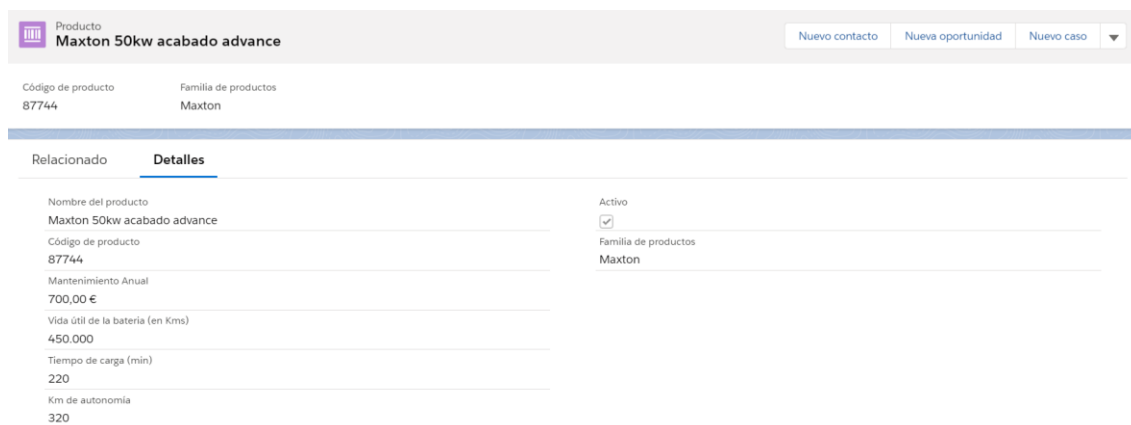 Producto
Maxton 50kw acabado advance
Nuevo contacto Nueva oportunidad Nuevo caso
Código de producto Familia de productos
87744 Maxton
Relacionado Detalles
Nombre del producto Activo
Maxton 50kw acabado advance
Código de producto Familia de productos
87744 Maxton
Mantenimiento Anual
700,00 €
Vida útil de la bateria (en Kms)
450.000
Tiempo de carga (min)
220
Km de autonomia
320